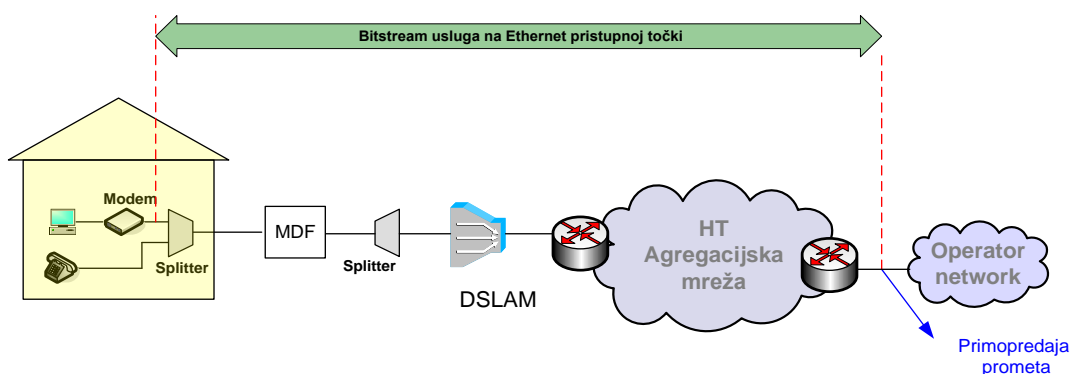 Bitstream usluga na Ethernet pristupnoj točki
Modem
Splitter
MDF
Splitter
DSLAM
HT
Agregacijska
mreža
Operator
network
Primopredaja
prometa